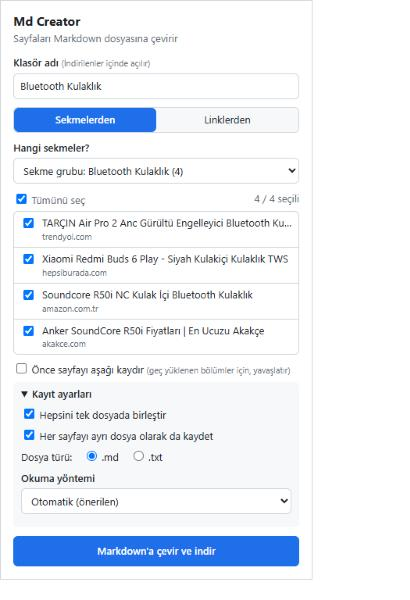 Md Creator
Sayfaları Markdown dosyasına çevirir
Klasör adı (İndirilenler içinde açılır)
Bluetooth Kulaklık
Sekmelerden Linklerden
Hangi sekmeler?
Sekme grubu: Bluetooth Kulaklık (4)
Tümünü seç 4 / 4 seçili
TARÇIN Air Pro 2 Anc Gürültü Engelleyici Bluetooth Ku...
trendyol.com
Xiaomi Redmi Buds 6 Play - Siyah Kulakiçi Kulaklık TWS
hepsiburada.com
Soundcore R50i NC Kulak İçi Bluetooth Kulaklık
amazon.com.tr
Anker SoundCore R50i Fiyatları | En Ucuzu Akakçe
akakce.com
Önce sayfayı aşağı kaydır (geç yüklenen bölümler için, yavaşlatır)
▼ Kayıt ayarları
Hepsini tek dosyada birleştir
Her sayfayı ayrı dosya olarak da kaydet
Dosya türü: .md .txt
Okuma yöntemi
Otomatik (önerilen)
Markdown'a çevir ve indir